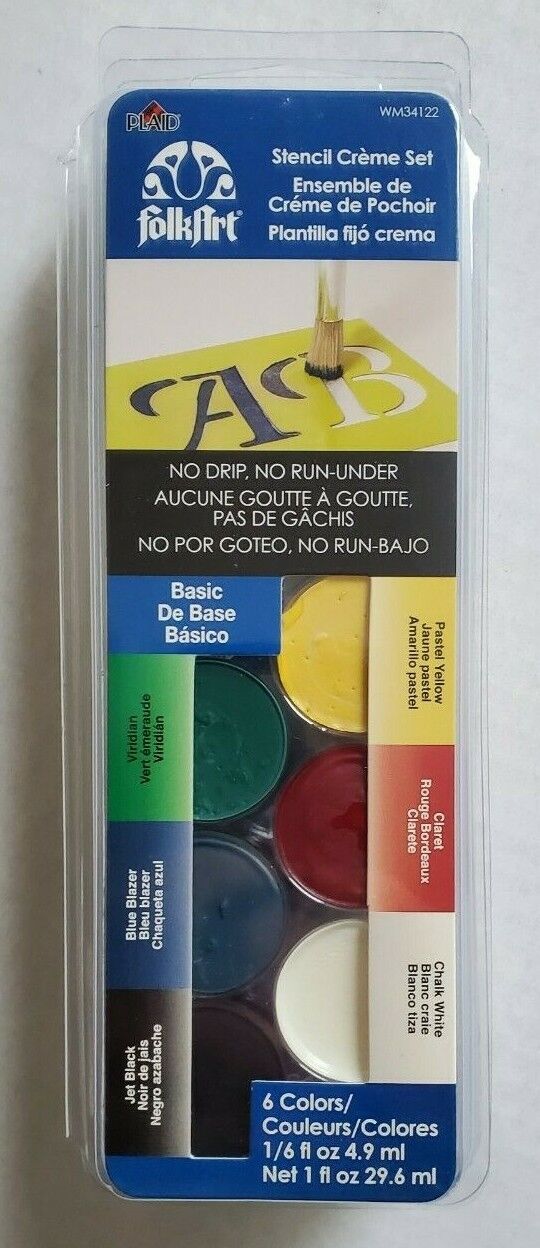 PLAID
WM34122
FolkArt®
Stencil Crème Set
Ensemble de
Créme de Pochoir
Plantilla fijó crema
A B
NO DRIP, NO RUN-UNDER
AUCUNE GOUTTE À GOUTTE,
PAS DE GÂCHIS
NO POR GOTEO, NO RUN-BAJO
Basic
De Base
Básico
Pastel Yellow
Jaune pastel
Amarillo pastel
Viridian
Vert émeraude
Viridián
Claret
Rouge Bordeaux
Clarete
Blue Blazer
Bleu blazer
Chaqueta azul
Chalk White
Blanc craie
Blanco tiza
Jet Black
Noir de jais
Negro azabache
6 Colors/
Couleurs/Colores
1/6 fl oz 4.9 ml
Net 1 fl oz 29.6 ml